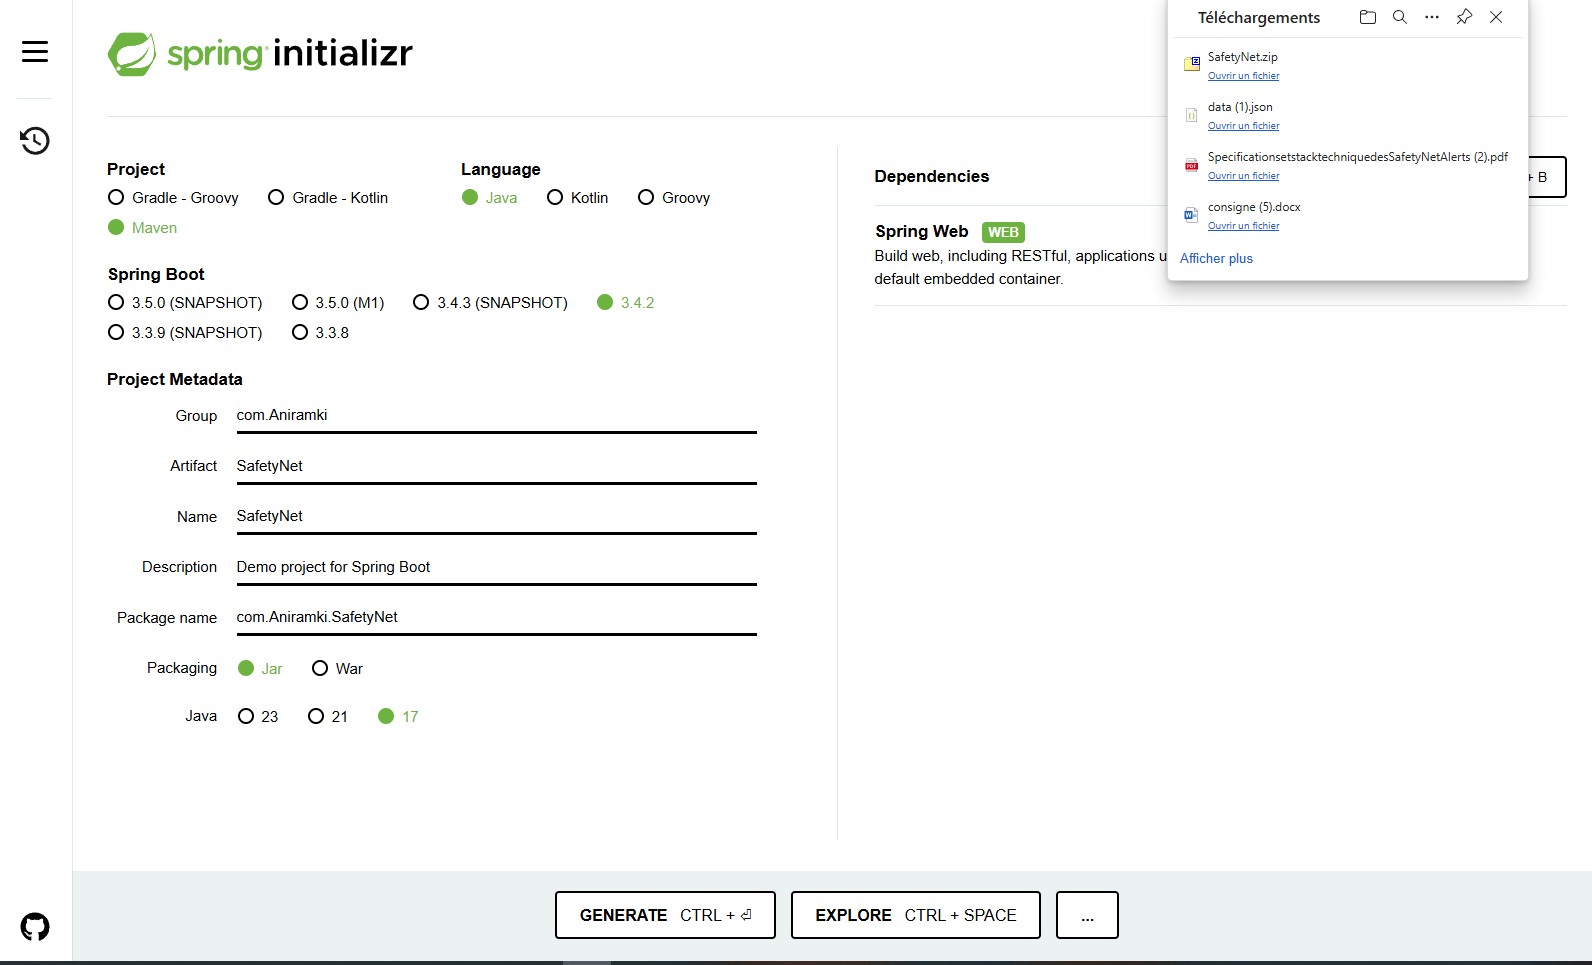 spring initializr
Project
Gradle - Groovy
Gradle - Kotlin
Maven
Language
Java
Kotlin
Groovy
Spring Boot
3.5.0 (SNAPSHOT)
3.5.0 (M1)
3.4.3 (SNAPSHOT)
3.4.2
3.3.9 (SNAPSHOT)
3.3.8
Project Metadata
Group com.Aniramki
Artifact SafetyNet
Name SafetyNet
Description Demo project for Spring Boot
Package name com.Aniramki.SafetyNet
Packaging Jar War
Java 23 21 17
Dependencies
+ B
Spring Web WEB
Build web, including RESTful, applications u
default embedded container.
Téléchargements
SafetyNet.zip
Ouvrir un fichier
data (1).json
Ouvrir un fichier
PDF
SpecificationsetstacktechniquedesSafetyNetAlerts (2).pdf
Ouvrir un fichier
consigne (5).docx
Ouvrir un fichier
Afficher plus
GENERATE CTRL + ⏎
EXPLORE CTRL + SPACE
...